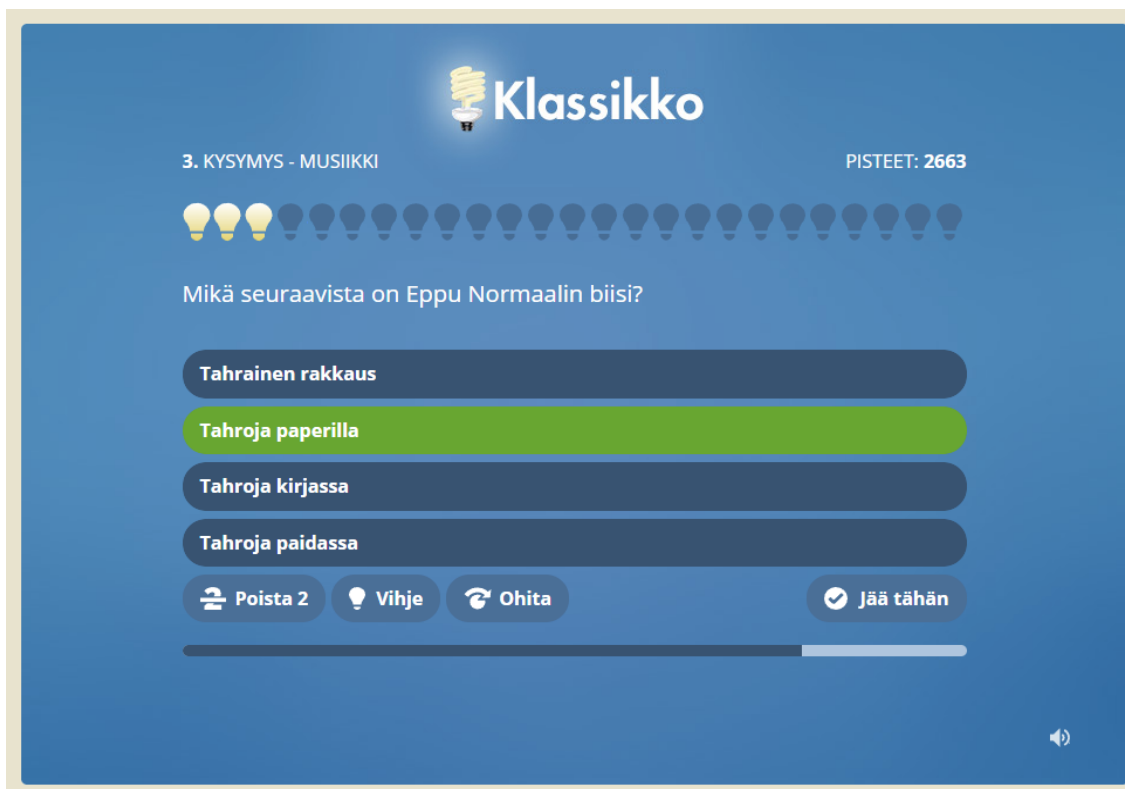 Klassikko
3. KYSYMYS - MUSIIKKI
PISTEET: 2663
Mikä seuraavista on Eppu Normaalin biisi?
Tahrainen rakkaus
Tahroja paperilla
Tahroja kirjassa
Tahroja paidassa
2 Poista 2
Vihje
Ohita
Jää tähän